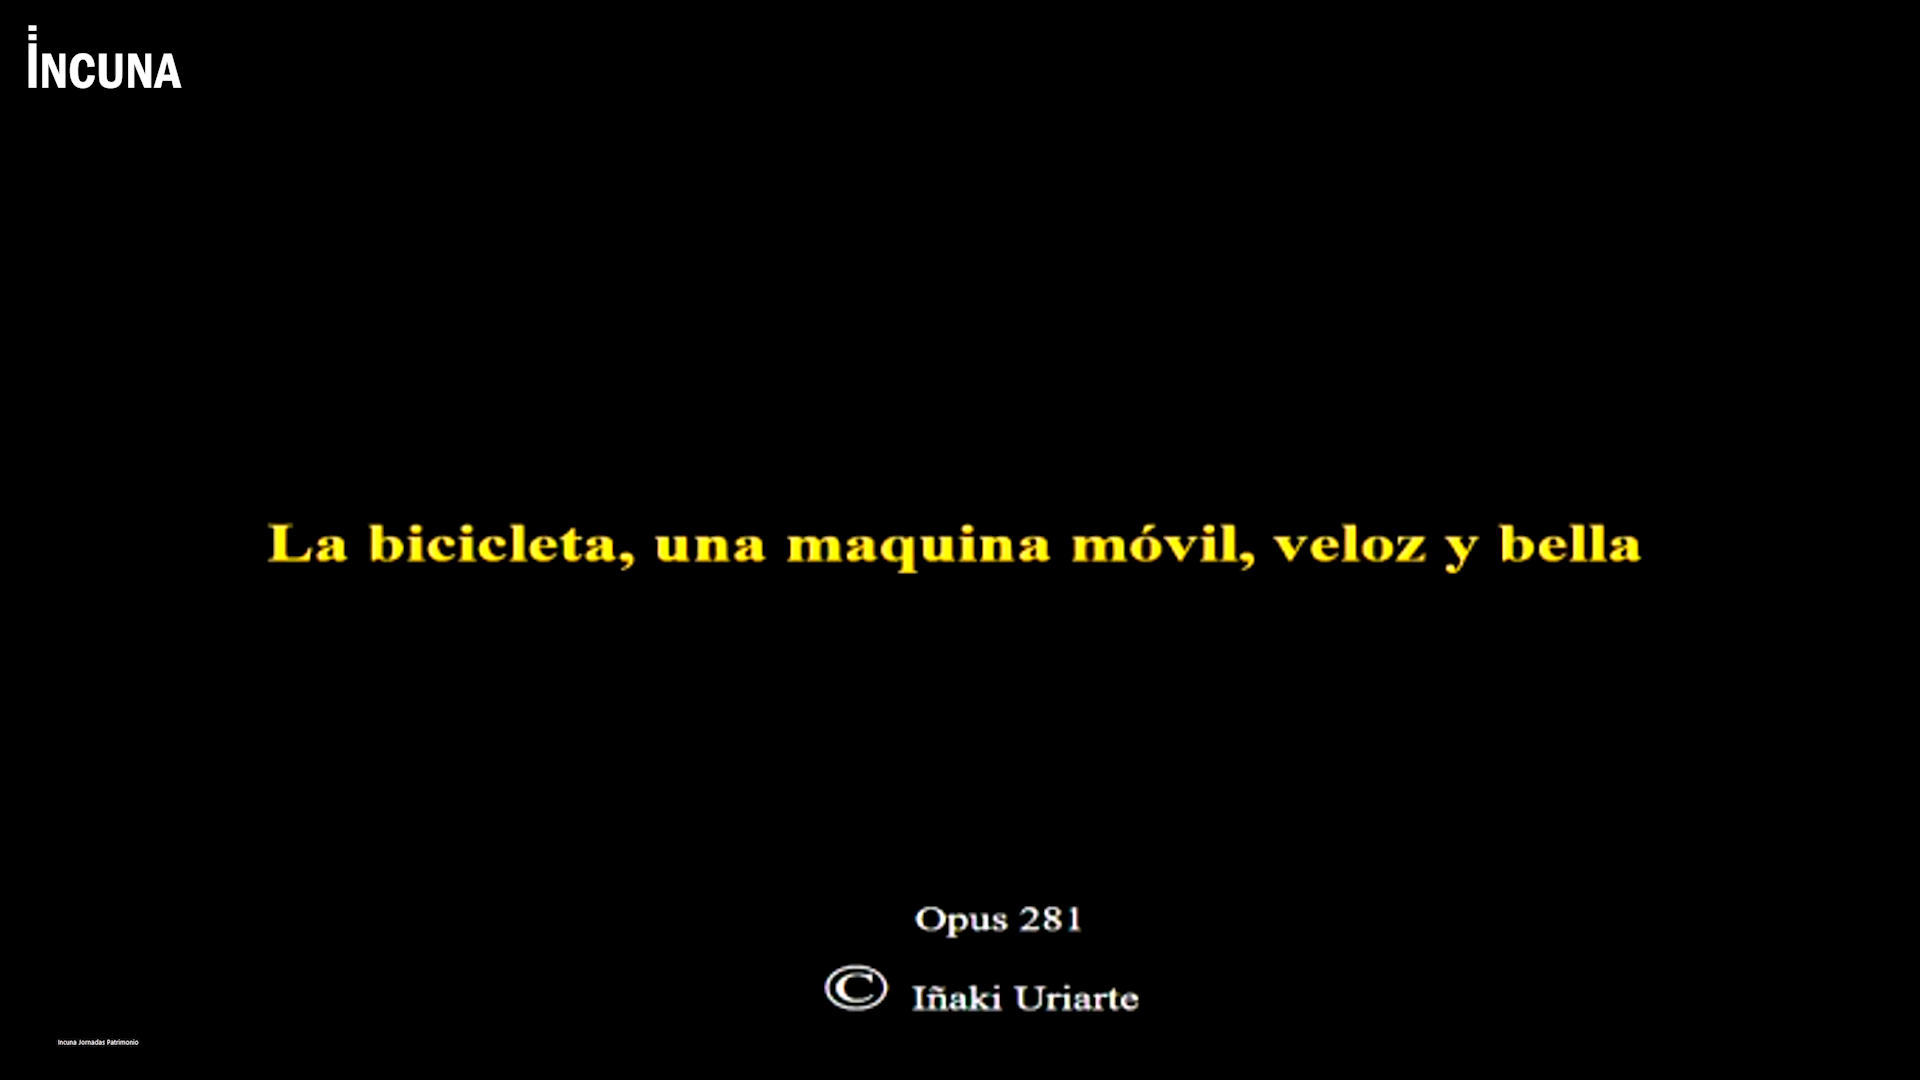 INCUNA
La bicicleta, una maquina móvil, veloz y bella
Opus 281
© Iñaki Uriarte
Incuna Jornadas Patrimonio